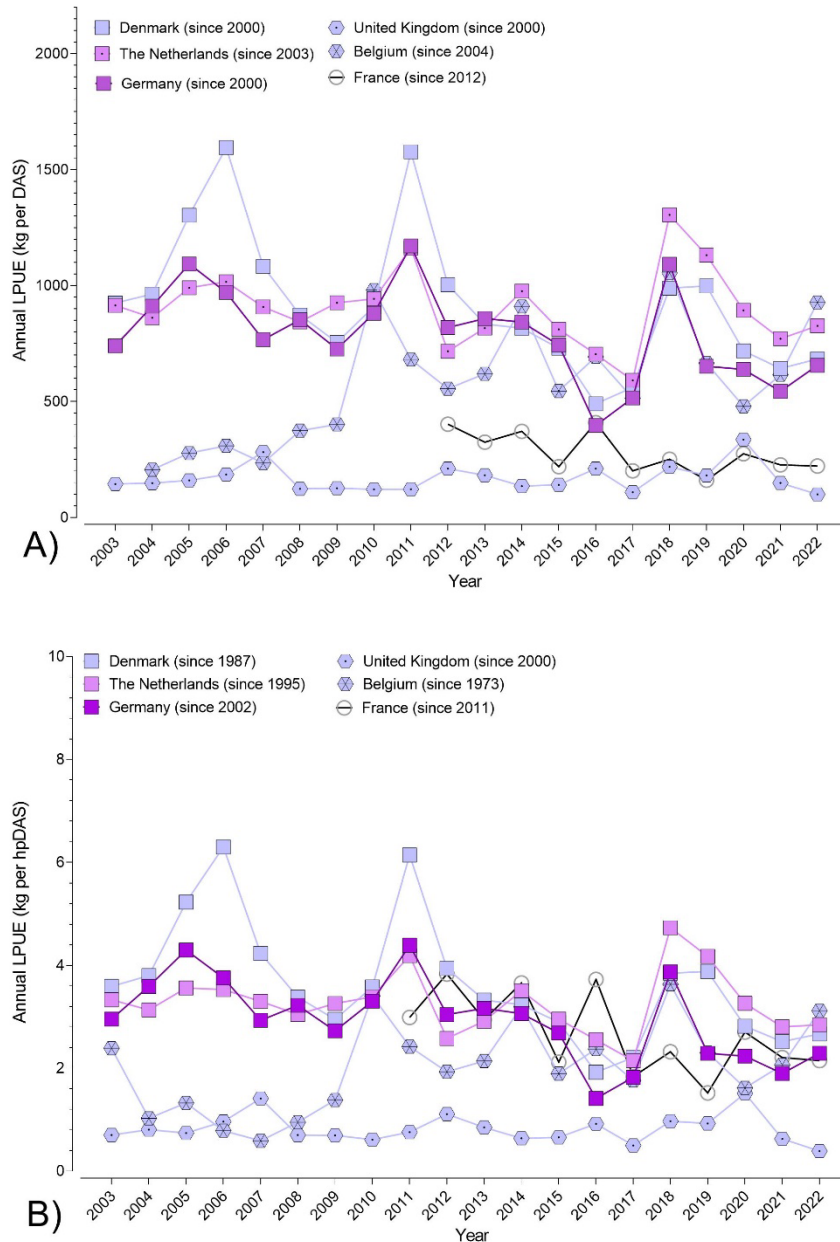 Denmark (since 2000)
The Netherlands (since 2003)
Germany (since 2000)
United Kingdom (since 2000)
Belgium (since 2004)
France (since 2012)
Annual LPUE (kg per DAS)
2000
1500
1000
500
0
2003 2004 2005 2006 2007 2008 2009 2010 2011 2012 2013 2014 2015 2016 2017 2018 2019 2020 2021 2022
Year
A)
Denmark (since 1987)
The Netherlands (since 1995)
Germany (since 2002)
United Kingdom (since 2000)
Belgium (since 1973)
France (since 2011)
Annual LPUE (kg per hpDAS)
10
8
6
4
2
0
2003 2004 2005 2006 2007 2008 2009 2010 2011 2012 2013 2014 2015 2016 2017 2018 2019 2020 2021 2022
Year
B)